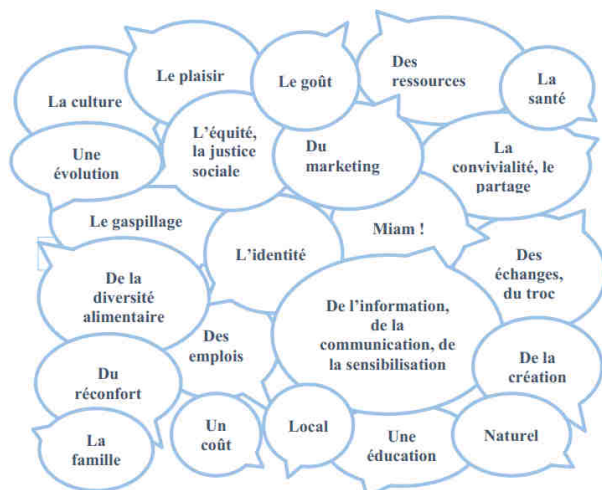 Le plaisir
Le goût
Des
ressources
La
santé
La culture
L'équité,
la justice
sociale
Du
marketing
La
convivialité, le
partage
Une
évolution
Le gaspillage
L'identité
Miam !
Des
échanges,
du troc
De la
diversité
alimentaire
De l'information,
de la
communication, de
la sensibilisation
Des
emplois
De la
création
Du
réconfort
La
famille
Un
coût
Local
Une
éducation
Naturel